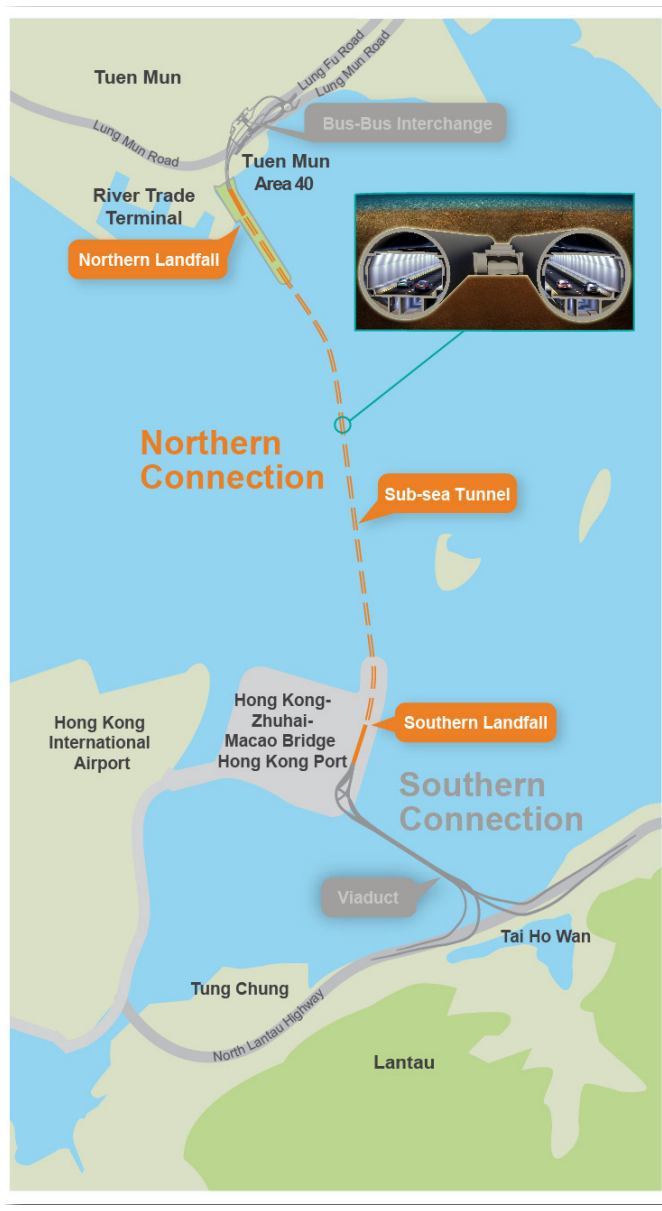 Tuen Mun
Lung Fu Road
Lung Mun Road
Lung Mun Road
Bus-Bus Interchange
Tuen Mun
Area 40
River Trade
Terminal
Northern Landfall
Northern
Connection
Sub-sea Tunnel
Hong Kong-
Zhuhai-
Macao Bridge
Hong Kong Port
Hong Kong
International
Airport
Southern Landfall
Southern
Connection
Viaduct
Tai Ho Wan
Tung Chung
North Lantau Highway
Lantau